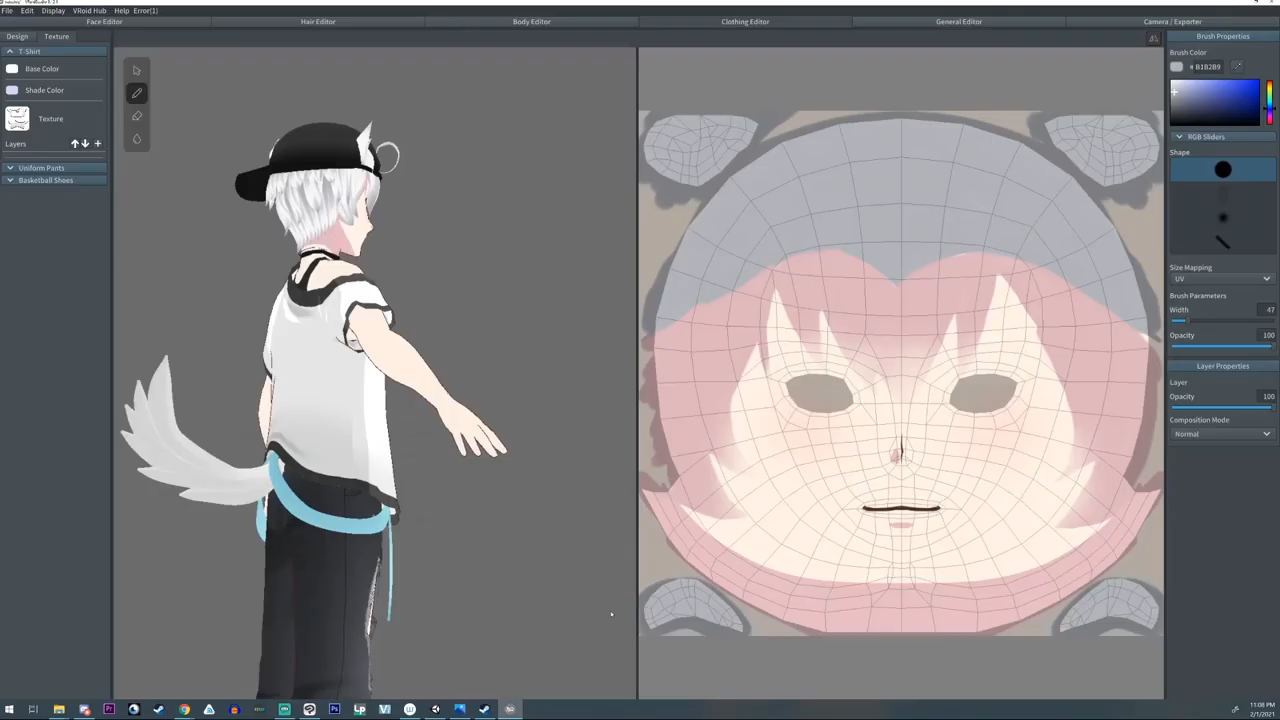 File Edit Display VRoid Hub Help Error(1)
Face Editor Hair Editor Body Editor Clothing Editor General Editor Camera / Exporter
Design Texture
T-Shirt
Base Color
Shade Color
Texture
Layers
Uniform Pants
Basketball Shoes
Brush Properties
Brush Color
B1B2B9
RGB Sliders
Shape
Size Mapping
UV
Brush Parameters
Width 47
Opacity 100
Layer Properties
Layer
Opacity 100
Composition Mode
Normal
11:08 PM
2/1/2021